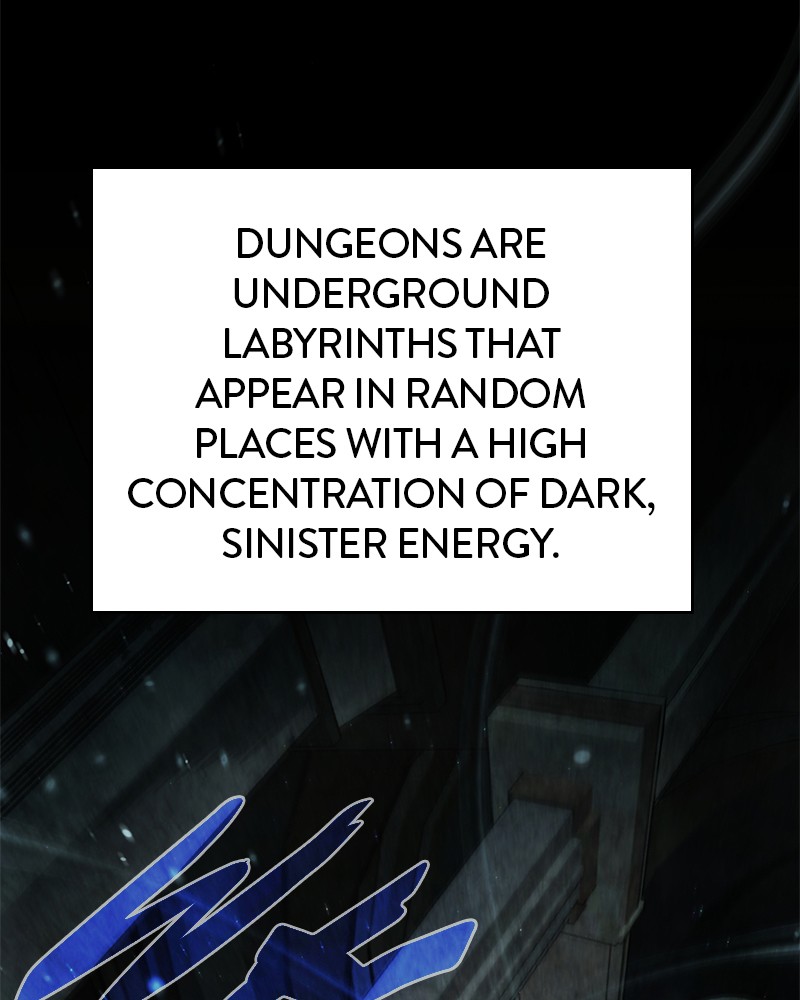 DUNGEONS ARE
UNDERGROUND
LABYRINTHS THAT
APPEAR IN RANDOM
PLACES WITH A HIGH
CONCENTRATION OF DARK,
SINISTER ENERGY.